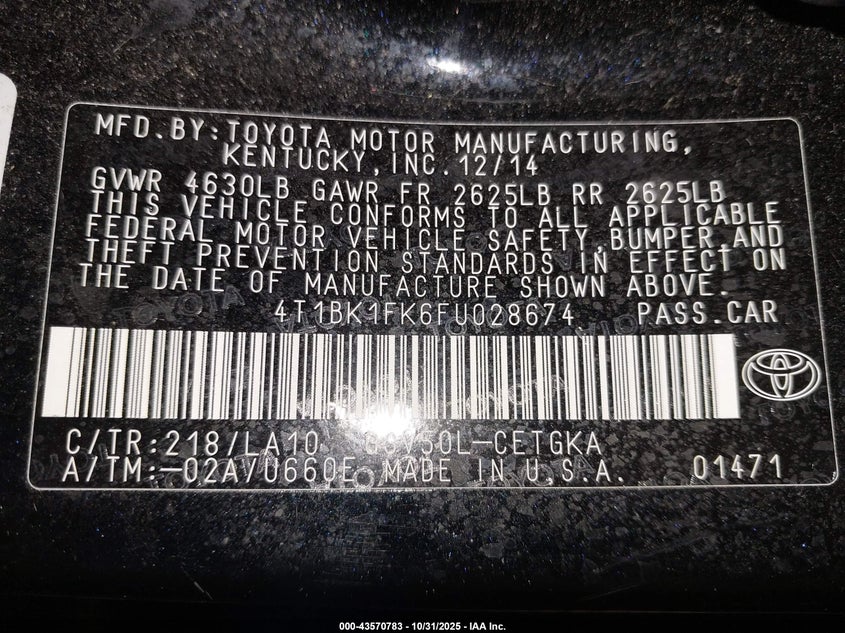 MFD.BY:TOYOTA MOTOR MANUFACTURING,
KENTUCKY,INC.12/14
GVWR 4630LB GAWR FR 2625LB RR 2625LB
THIS VEHICLE CONFORMS TO ALL APPLICABLE
FEDERAL MOTOR VEHICLE SAFETY,BUMPER,AND
THEFT PREVENTION STANDARDS IN EFFECT ON
THE DATE OF MANUFACTURE SHOWN ABOVE.
4T1BK1FK6FU028674 PASS.CAR
C/TR:218/LA10 GSV50L-CETGKA
A/TM:-02A/U660E MADE IN U.S.A. 01471
000-43570783 - 10/31/2025 - IAA Inc.